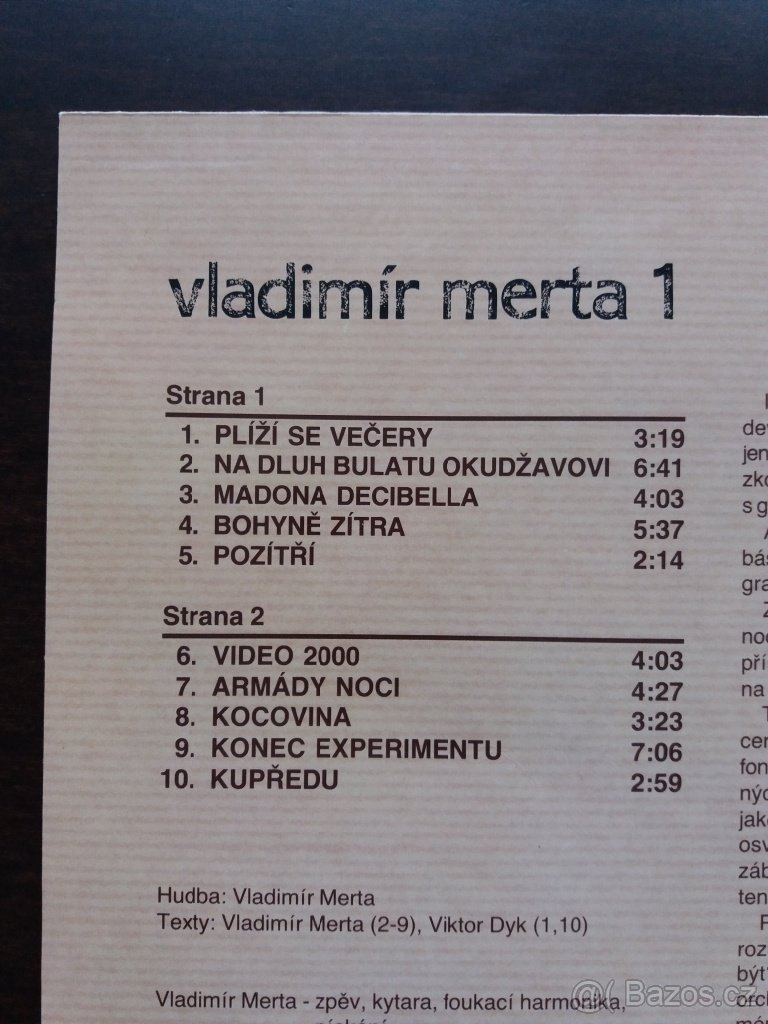 vladimír merta 1
Strana 1
1. PLÍŽÍ SE VEČERY 3:19
2. NA DLUH BULATU OKUDŽAVOVI 6:41
3. MADONA DECIBELLA 4:03
4. BOHYNĚ ZÍTRA 5:37
5. POZÍTŘÍ 2:14
Strana 2
6. VIDEO 2000 4:03
7. ARMÁDY NOCI 4:27
8. KOCOVINA 3:23
9. KONEC EXPERIMENTU 7:06
10. KUPŘEDU 2:59
Hudba: Vladimír Merta
Texty: Vladimír Merta (2-9), Viktor Dyk (1,10)
Vladimír Merta - zpěv, kytara, foukací harmonika,
Bazos.cz